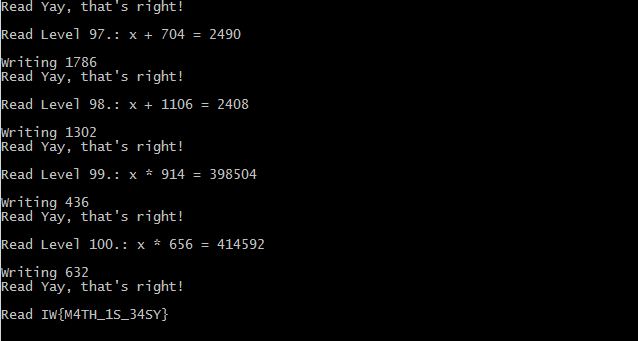 Read Yay, that's right!
Read Level 97.: x + 704 = 2490
Writing 1786
Read Yay, that's right!
Read Level 98.: x + 1106 = 2408
Writing 1302
Read Yay, that's right!
Read Level 99.: x * 914 = 398504
Writing 436
Read Yay, that's right!
Read Level 100.: x * 656 = 414592
Writing 632
Read Yay, that's right!
Read IW{M4TH_1S_34SY}